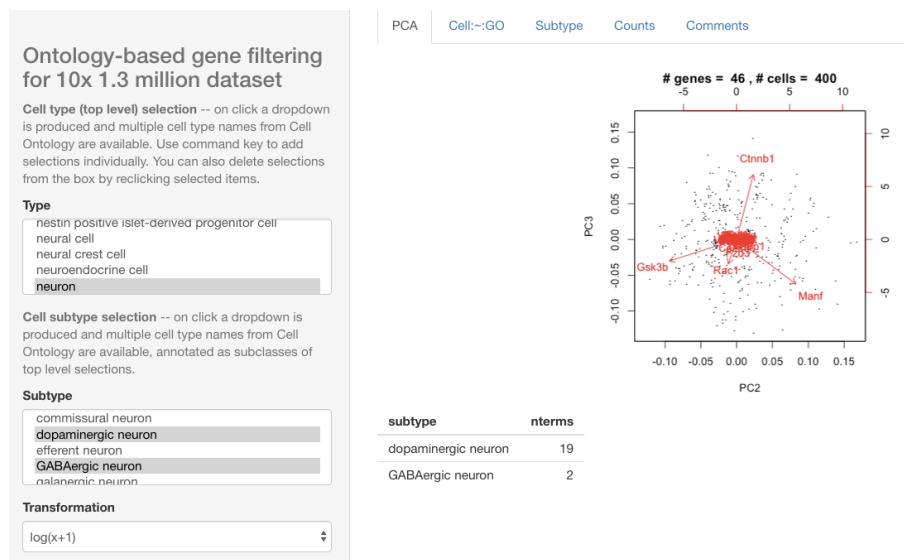 Ontology-based gene filtering
for 10x 1.3 million dataset
Cell type (top level) selection -- on click a dropdown
is produced and multiple cell type names from Cell
Ontology are available. Use command key to add
selections individually. You can also delete selections
from the box by reclicking selected items.
Type
nestin positive islet-derived progenitor cell
neural cell
neural crest cell
neuroendocrine cell
neuron
Cell subtype selection -- on click a dropdown is
produced and multiple cell type names from Cell
Ontology are available, annotated as subclasses of
top level selections.
Subtype
commissural neuron
dopaminergic neuron
efferent neuron
GABAergic neuron
galanergic neuron
Transformation
log(x+1)
PCA Cell:~:GO Subtype Counts Comments
# genes = 46 , # cells = 400
-5 0 5 10
PC3
0.15
0.10
0.05
0.00
-0.05
-0.10
10
5
0
-5
Ctnnb1
Gsk3b
Rac1
Manf
-0.10 -0.05 0.00 0.05 0.10 0.15
PC2
subtype nterms
dopaminergic neuron 19
GABAergic neuron 2